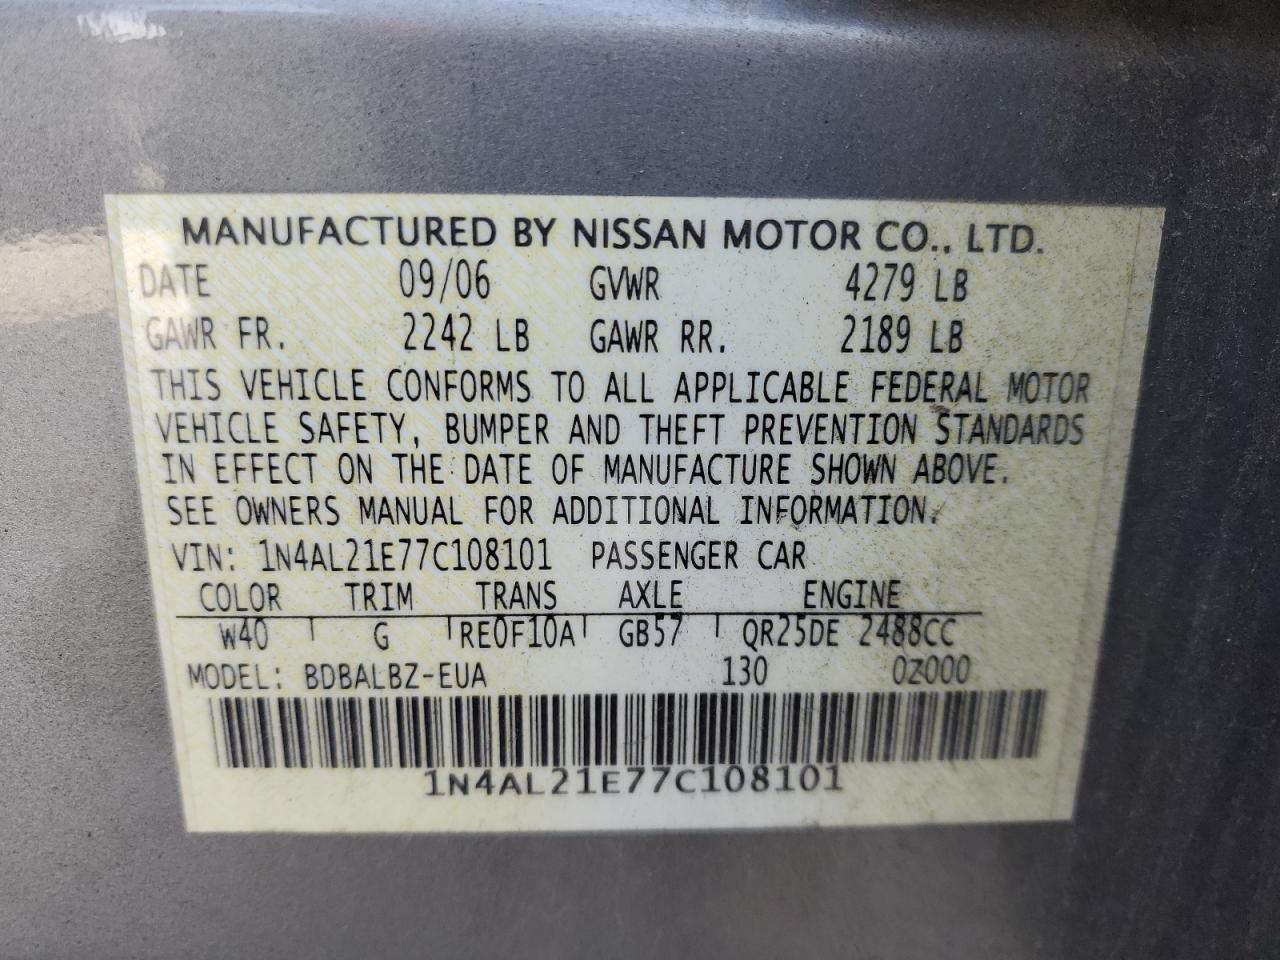 MANUFACTURED BY NISSAN MOTOR CO., LTD.
DATE 09/06 GVWR 4279 LB
GAWR FR. 2242 LB GAWR RR. 2189 LB
THIS VEHICLE CONFORMS TO ALL APPLICABLE FEDERAL MOTOR
VEHICLE SAFETY, BUMPER AND THEFT PREVENTION STANDARDS
IN EFFECT ON THE DATE OF MANUFACTURE SHOWN ABOVE.
SEE OWNERS MANUAL FOR ADDITIONAL INFORMATION.
VIN: 1N4AL21E77C108101 PASSENGER CAR
COLOR TRIM TRANS AXLE ENGINE
W40 G RE0F10A GB57 QR25DE 2488CC
MODEL: BDBALBZ-EUA 130 0Z000
1N4AL21E77C108101